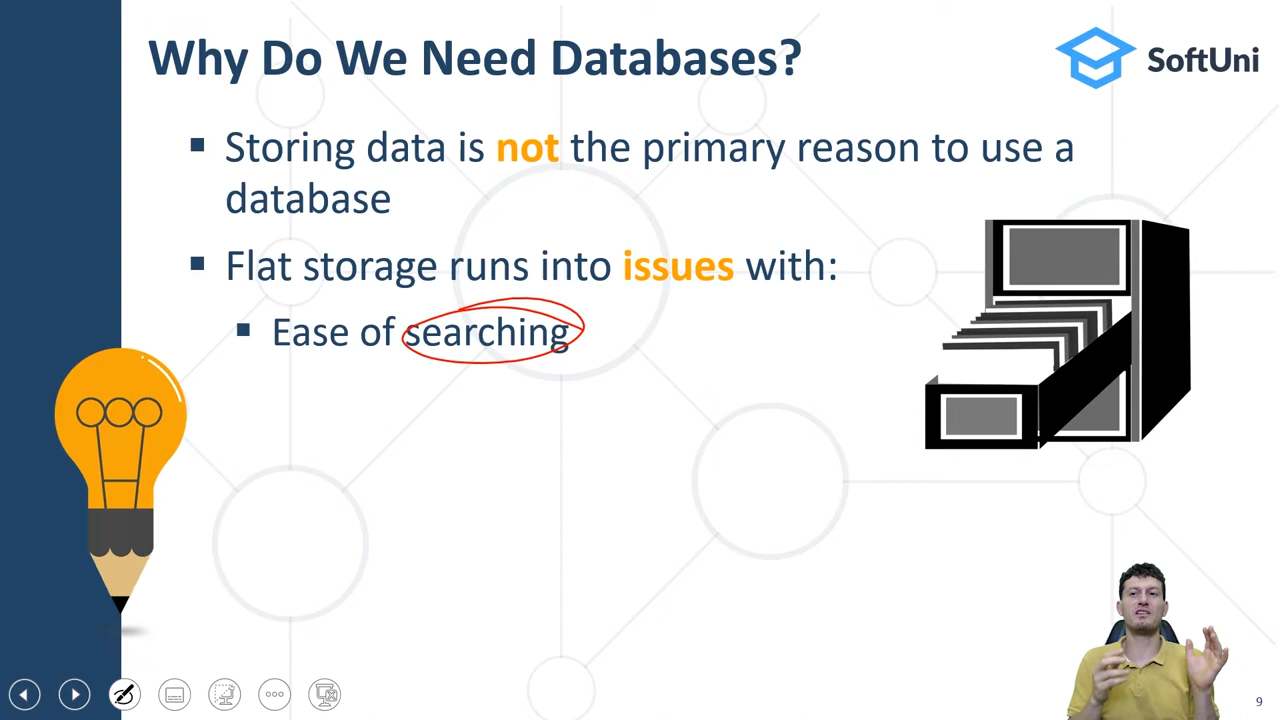 Why Do We Need Databases?
SoftUni
▪ Storing data is not the primary reason to use a
database
▪ Flat storage runs into issues with:
▪ Ease of searching
9